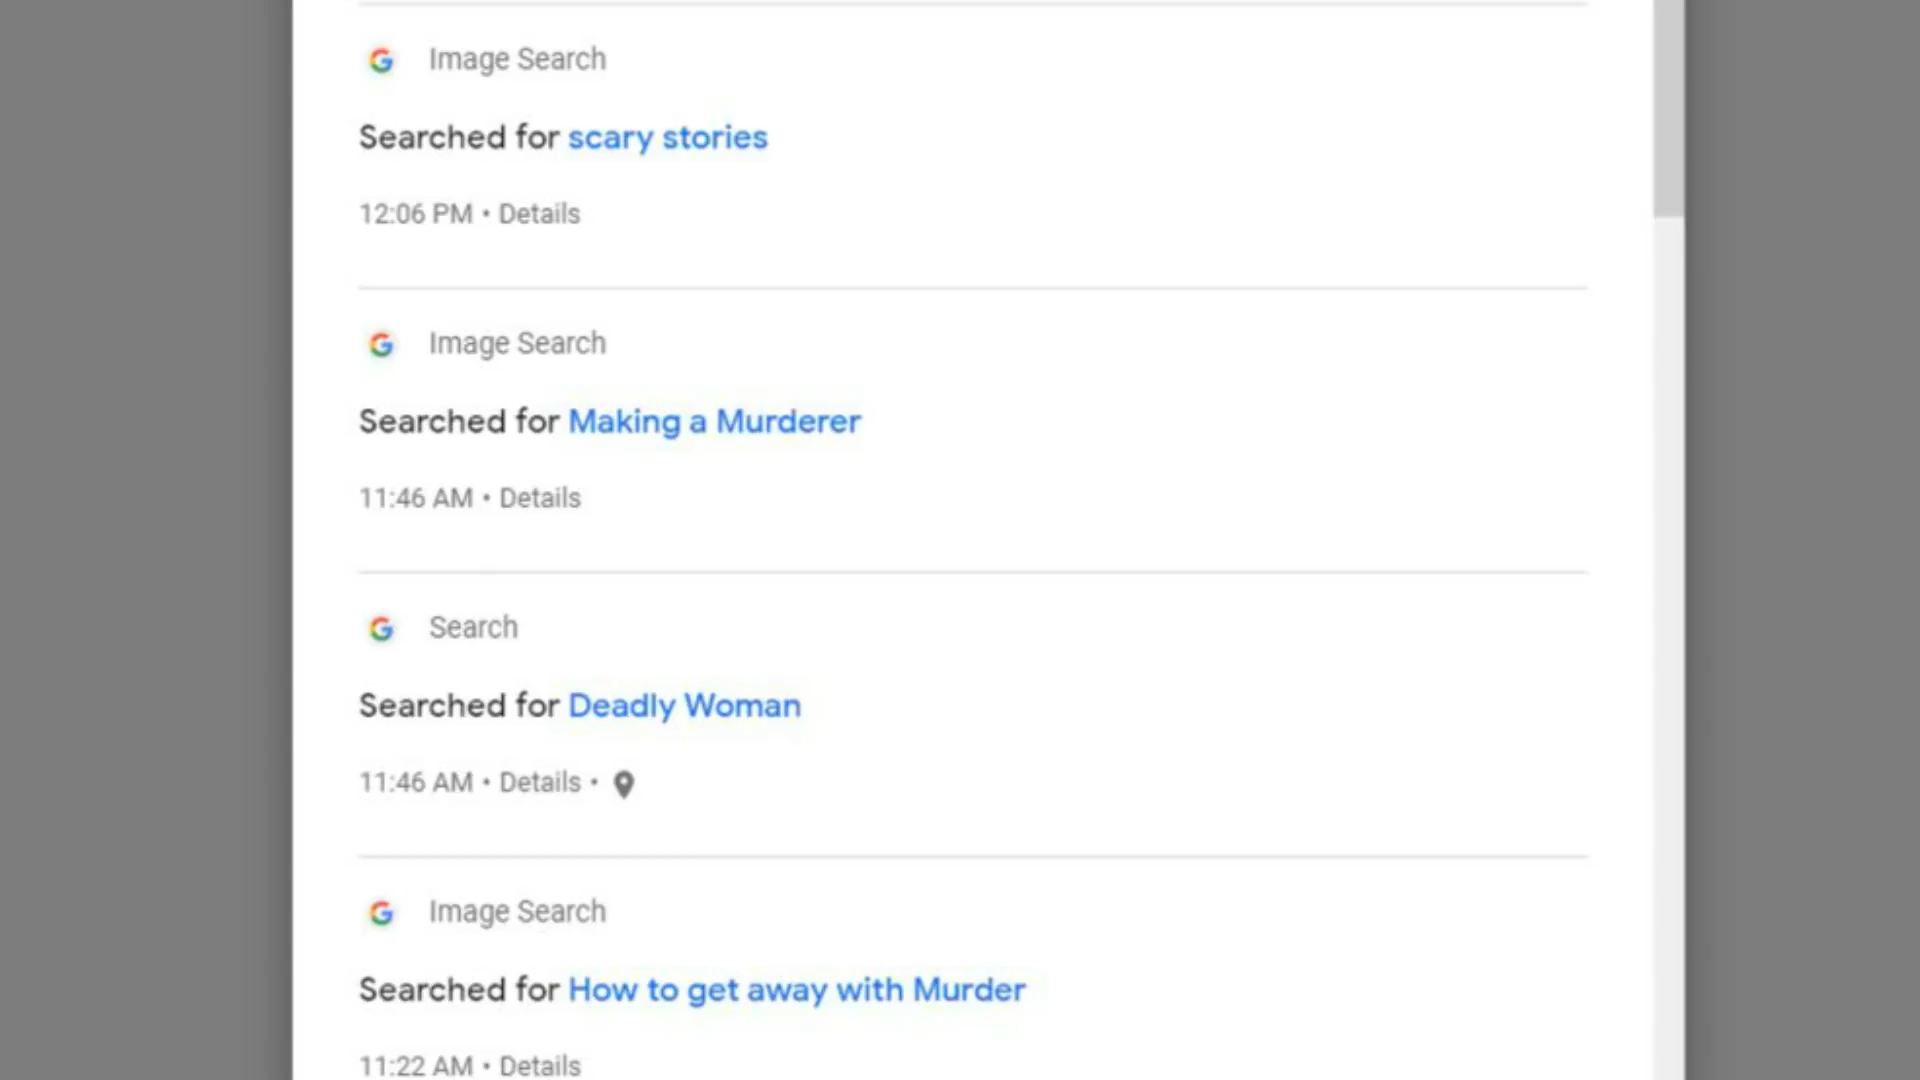 Image Search
Searched for scary stories
12:06 PM • Details
Image Search
Searched for Making a Murderer
11:46 AM • Details
Search
Searched for Deadly Woman
11:46 AM • Details •
Image Search
Searched for How to get away with Murder
11:22 AM • Details